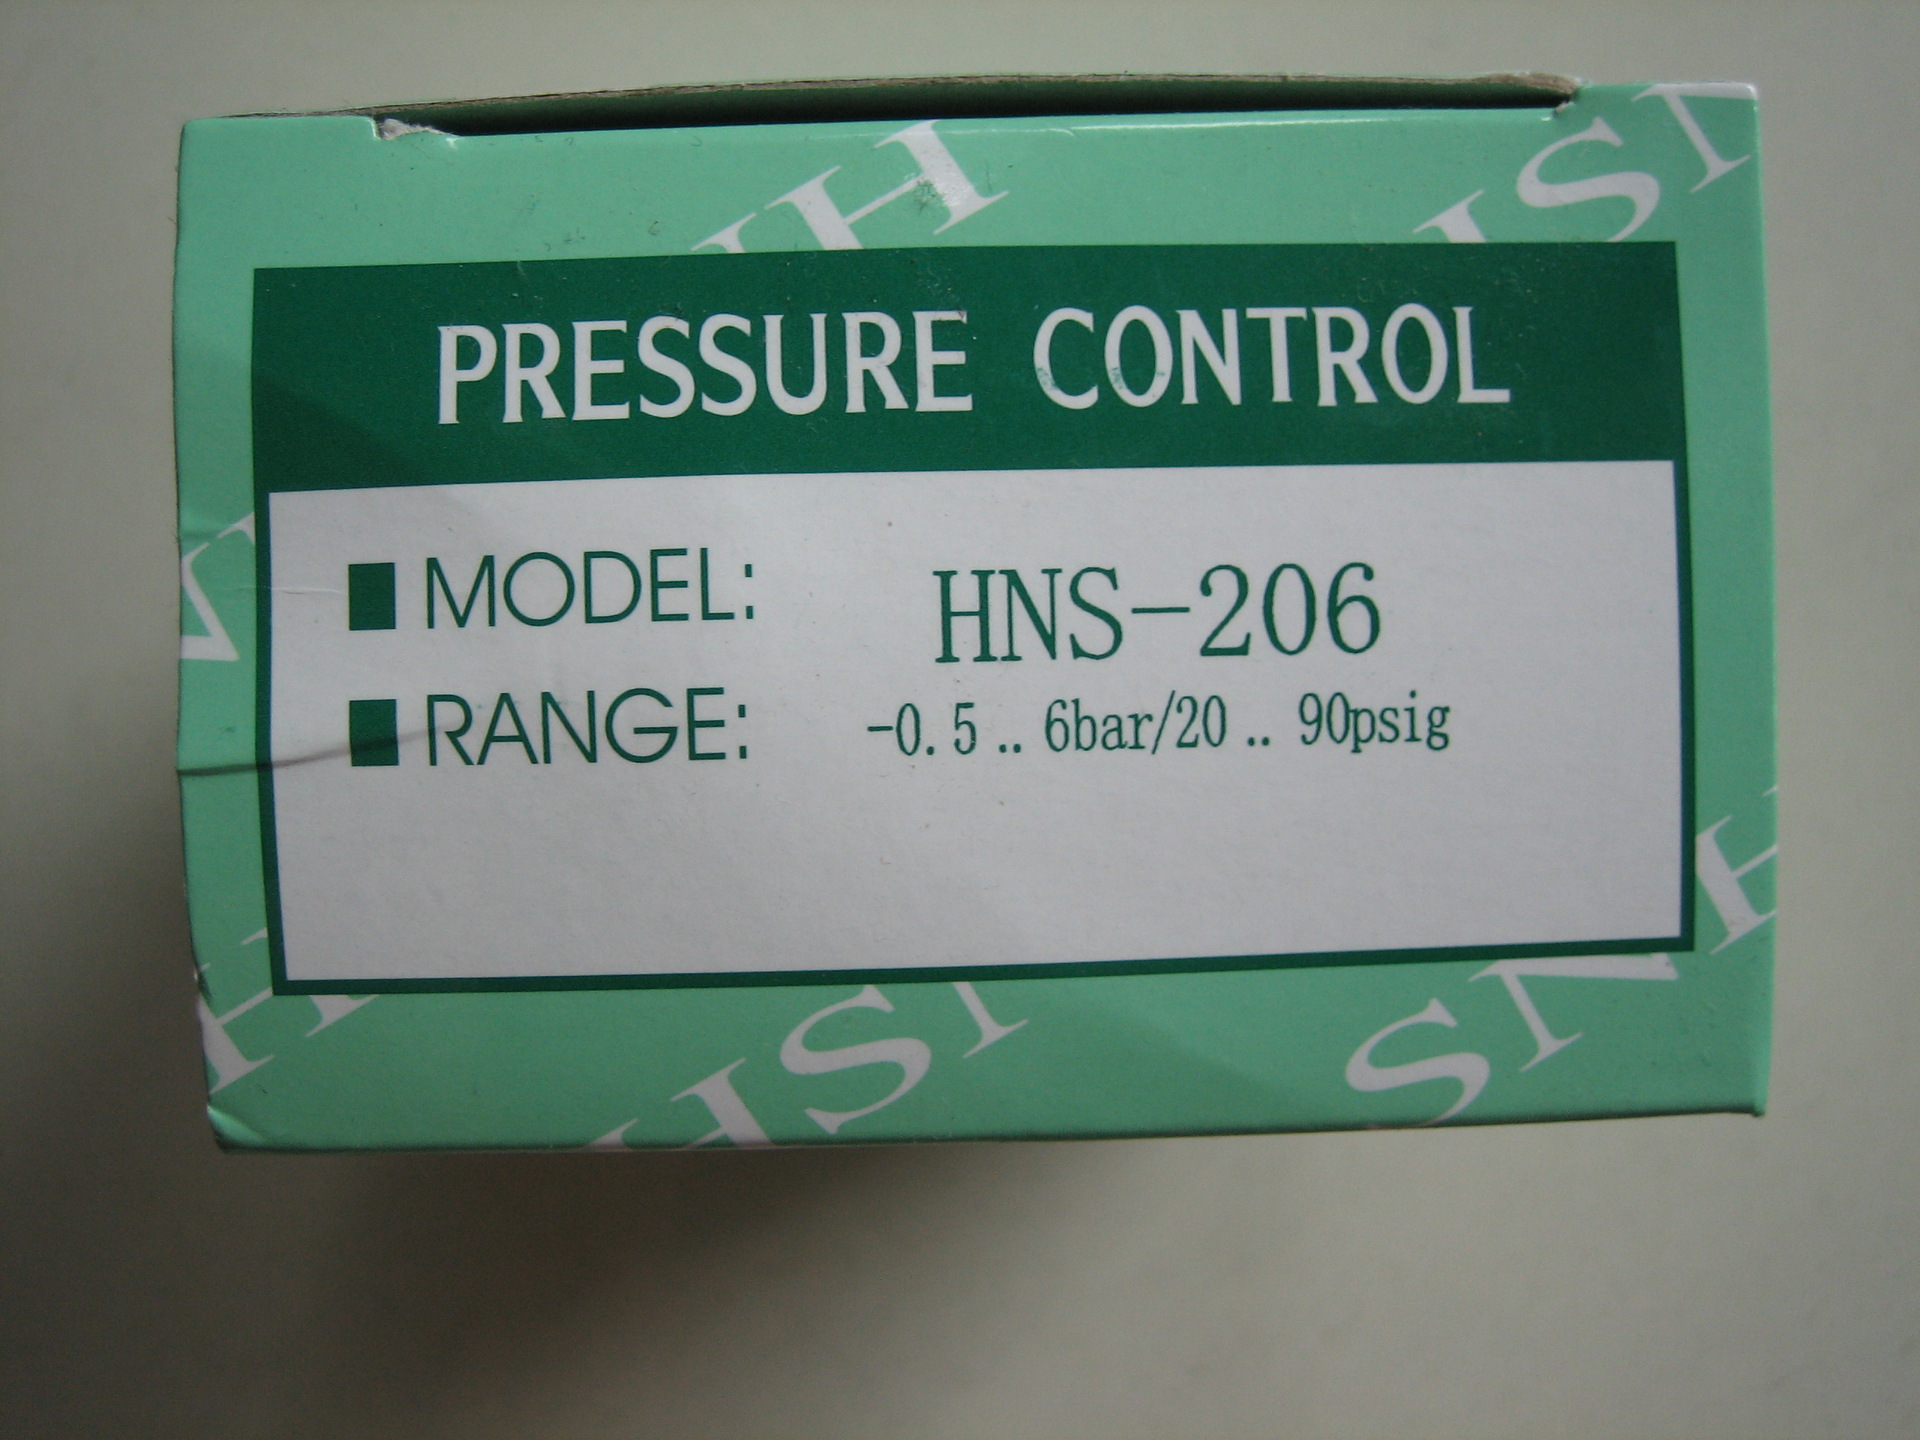 PRESSURE CONTROL
MODEL: HNS-206
RANGE: -0.5..6bar/20..90psig